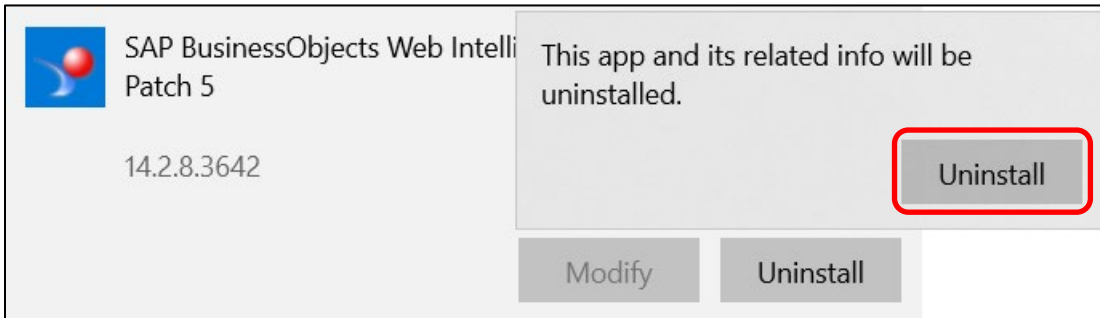 SAP BusinessObjects Web Intelli
Patch 5
14.2.8.3642
This app and its related info will be
uninstalled.
Uninstall
Modify
Uninstall